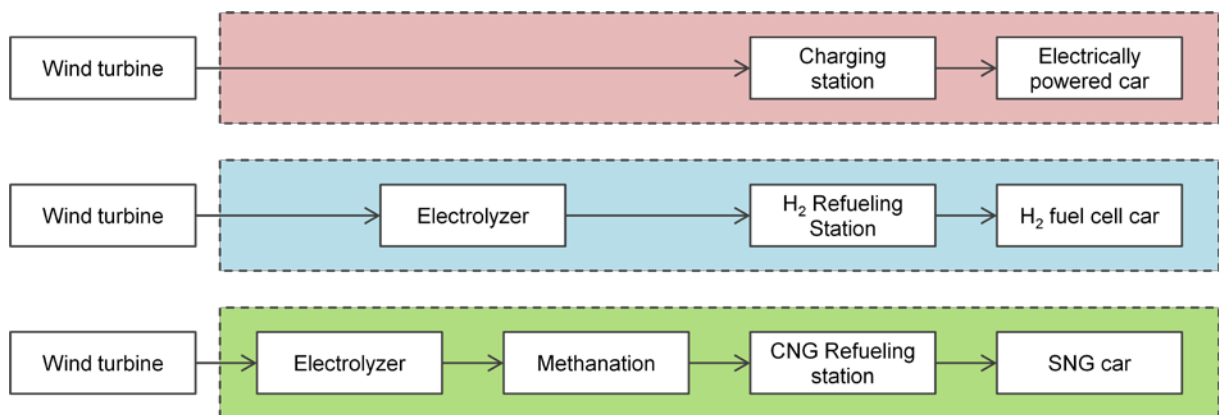 Wind turbine
Charging
station
Electrically
powered car
Wind turbine
Electrolyzer
H₂ Refueling
Station
H₂ fuel cell car
Wind turbine
Electrolyzer
Methanation
CNG Refueling
station
SNG car